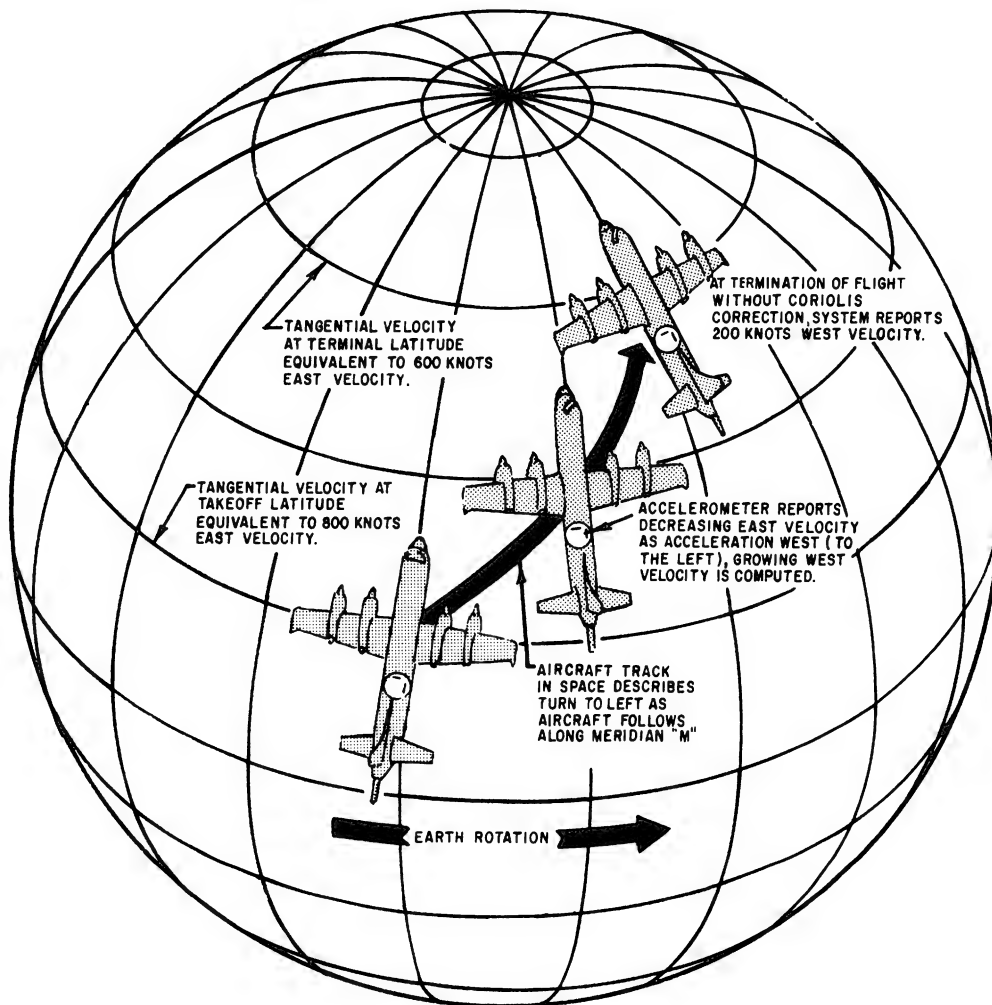 TANGENTIAL VELOCITY
AT TERMINAL LATITUDE
EQUIVALENT TO 600 KNOTS
EAST VELOCITY.
AT TERMINATION OF FLIGHT
WITHOUT CORIOLIS
CORRECTION, SYSTEM REPORTS
200 KNOTS WEST VELOCITY.
TANGENTIAL VELOCITY AT
TAKEOFF LATITUDE
EQUIVALENT TO 800 KNOTS
EAST VELOCITY.
ACCELEROMETER REPORTS
DECREASING EAST VELOCITY
AS ACCELERATION WEST (TO
THE LEFT), GROWING WEST
VELOCITY IS COMPUTED.
AIRCRAFT TRACK
IN SPACE DESCRIBES
TURN TO LEFT AS
AIRCRAFT FOLLOWS
ALONG MERIDIAN "M"
EARTH ROTATION